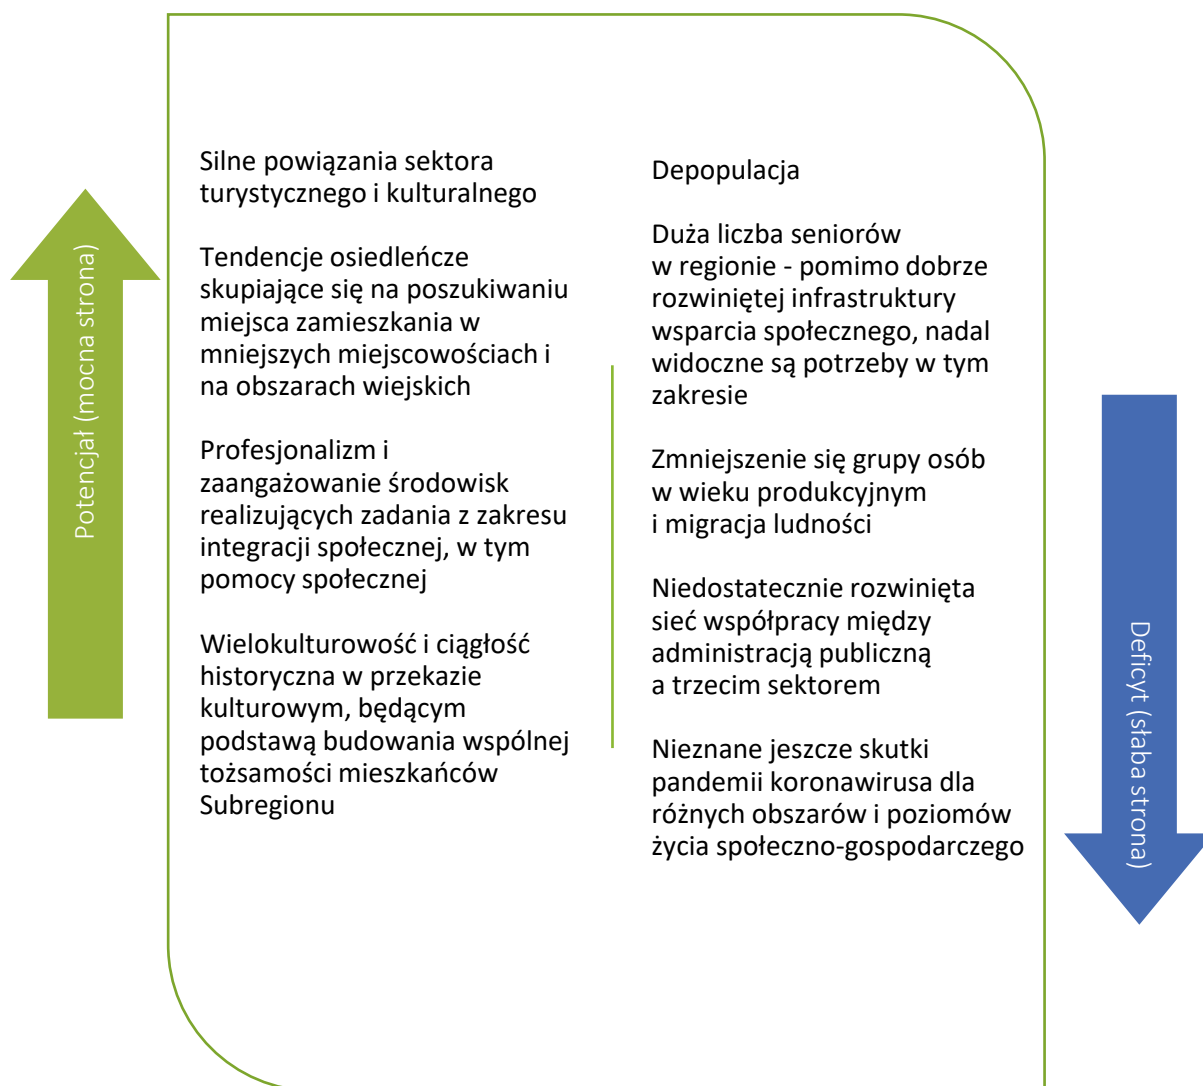 Potencjał (mocna strona)
Silne powiązania sektora
turystycznego i kulturalnego
Tendencje osiedleńcze
skupiające się na poszukiwaniu
miejsca zamieszkania w
mniejszych miejscowościach i
na obszarach wiejskich
Profesjonalizm i
zaangażowanie środowisk
realizujących zadania z zakresu
integracji społecznej, w tym
pomocy społecznej
Wielokulturowość i ciągłość
historyczna w przekazie
kulturowym, będącym
podstawą budowania wspólnej
tożsamości mieszkańców
Subregionu
Depopulacja
Duża liczba seniorów
w regionie - pomimo dobrze
rozwiniętej infrastruktury
wsparcia społecznego, nadal
widoczne są potrzeby w tym
zakresie
Zmniejszenie się grupy osób
w wieku produkcyjnym
i migracja ludności
Niedostatecznie rozwinięta
sieć współpracy między
administracją publiczną
a trzecim sektorem
Nieznane jeszcze skutki
pandemii koronawirusa dla
różnych obszarów i poziomów
życia społeczno-gospodarczego
Deficyt (słaba strona)